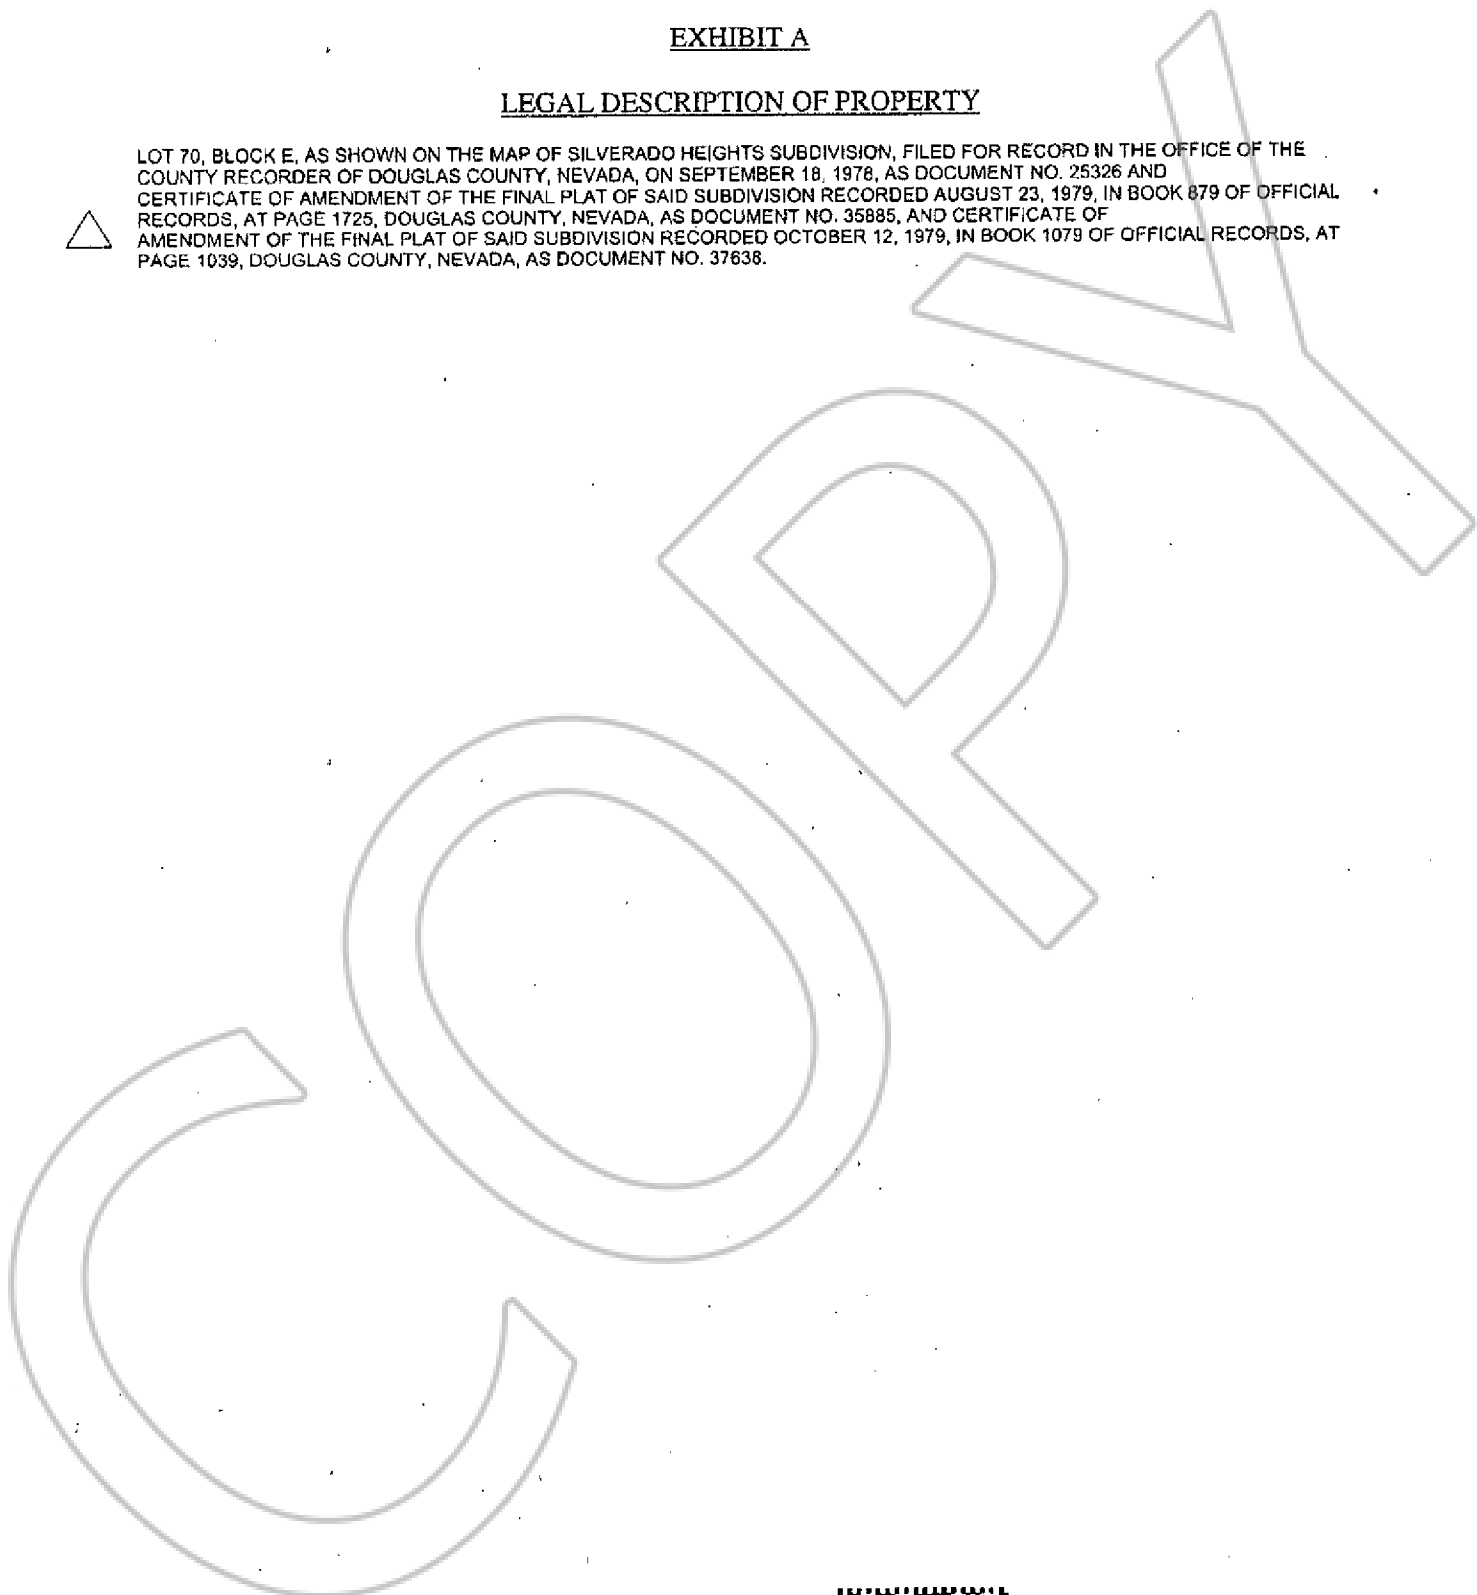 EXHIBIT A
LEGAL DESCRIPTION OF PROPERTY
LOT 70, BLOCK E, AS SHOWN ON THE MAP OF SILVERADO HEIGHTS SUBDIVISION, FILED FOR RECORD IN THE OFFICE OF THE
COUNTY RECORDER OF DOUGLAS COUNTY, NEVADA, ON SEPTEMBER 18, 1978, AS DOCUMENT NO. 25326 AND
CERTIFICATE OF AMENDMENT OF THE FINAL PLAT OF SAID SUBDIVISION RECORDED AUGUST 23, 1979, IN BOOK 879 OF OFFICIAL
RECORDS, AT PAGE 1725, DOUGLAS COUNTY, NEVADA, AS DOCUMENT NO. 35885, AND CERTIFICATE OF
AMENDMENT OF THE FINAL PLAT OF SAID SUBDIVISION RECORDED OCTOBER 12, 1979, IN BOOK 1079 OF OFFICIAL RECORDS, AT
PAGE 1039, DOUGLAS COUNTY, NEVADA, AS DOCUMENT NO. 37638.
COPY